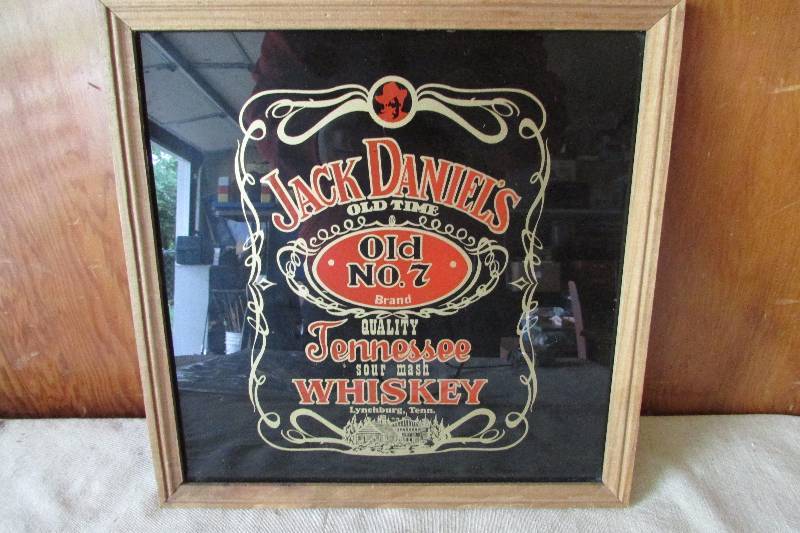 JACK DANIEL'S
OLD TIME
Old
NO. 7
Brand
QUALITY
Tennessee
sour mash
WHISKEY
Lynchburg, Tenn.